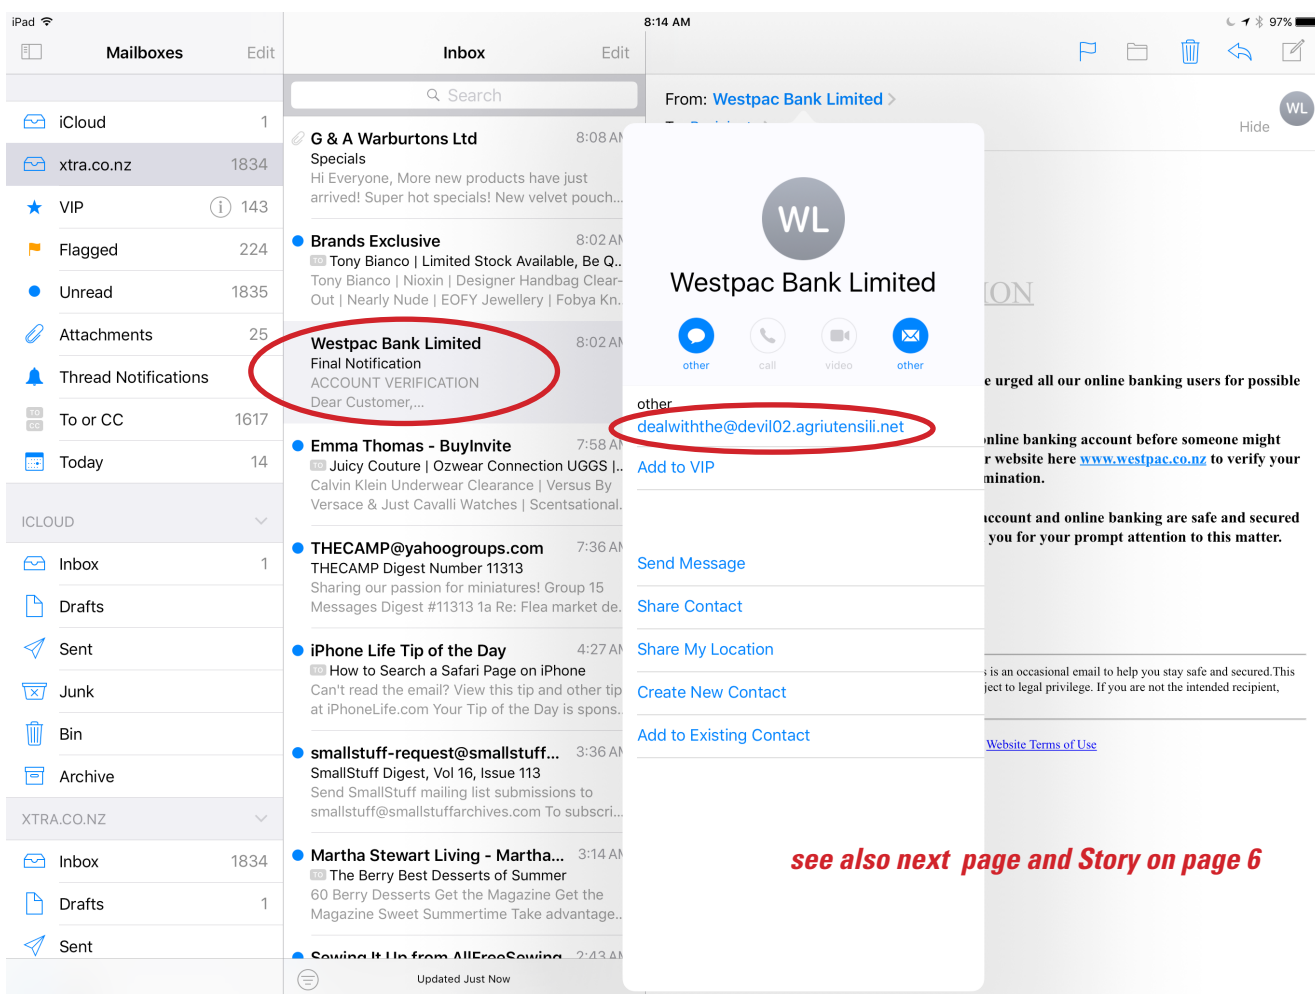 iPad
8:14 AM
97%
Mailboxes
Edit
iCloud
1
xtra.co.nz
1834
VIP
143
Flagged
224
Unread
1835
Attachments
25
Thread Notifications
To or CC
1617
Today
14
ICLOUD
Inbox
1
Drafts
Sent
Junk
Bin
Archive
XTRA.CO.NZ
Inbox
1834
Drafts
1
Sent
Inbox
Edit
Search
G & A Warburtons Ltd
8:08 AM
Specials
Hi Everyone, More new products have just
arrived! Super hot specials! New velvet pouch...
Brands Exclusive
8:02 AM
TO Tony Bianco | Limited Stock Available, Be Q...
Tony Bianco | Nioxin | Designer Handbag Clear-
Out | Nearly Nude | EOFY Jewellery | Fobya Kn...
Westpac Bank Limited
8:02 AM
Final Notification
ACCOUNT VERIFICATION
Dear Customer,...
Emma Thomas - BuyInvite
7:58 AM
TO Juicy Couture | Ozwear Connection UGGS |...
Calvin Klein Underwear Clearance | Versus By
Versace & Just Cavalli Watches | Scentsational...
THECAMP@yahoogroups.com
7:36 AM
THECAMP Digest Number 11313
Sharing our passion for miniatures! Group 15
Messages Digest #11313 1a Re: Flea market de...
iPhone Life Tip of the Day
4:27 AM
TO How to Search a Safari Page on iPhone
Can't read the email? View this tip and other tip
at iPhoneLife.com Your Tip of the Day is spons...
smallstuff-request@smallstuff...
3:36 AM
SmallStuff Digest, Vol 16, Issue 113
Send SmallStuff mailing list submissions to
smallstuff@smallstuffarchives.com To subscri...
Martha Stewart Living - Martha...
3:14 AM
TO The Berry Best Desserts of Summer
60 Berry Desserts Get the Magazine Get the
Magazine Sweet Summertime Take advantage...
Sewing It Up from AllFreeSewing
2:43 AM
Updated Just Now
From: Westpac Bank Limited
WL
Hide
WL
Westpac Bank Limited
other
call
video
other
other
dealwiththe@devil02.agriutensili.net
Add to VIP
Send Message
Share Contact
Share My Location
Create New Contact
Add to Existing Contact
ION
e urged all our online banking users for possible
online banking account before someone might
r website here www.westpac.co.nz to verify your
mination.
account and online banking are safe and secured
you for your prompt attention to this matter.
s is an occasional email to help you stay safe and secured.This
ject to legal privilege. If you are not the intended recipient,
Website Terms of Use
see also next page and Story on page 6